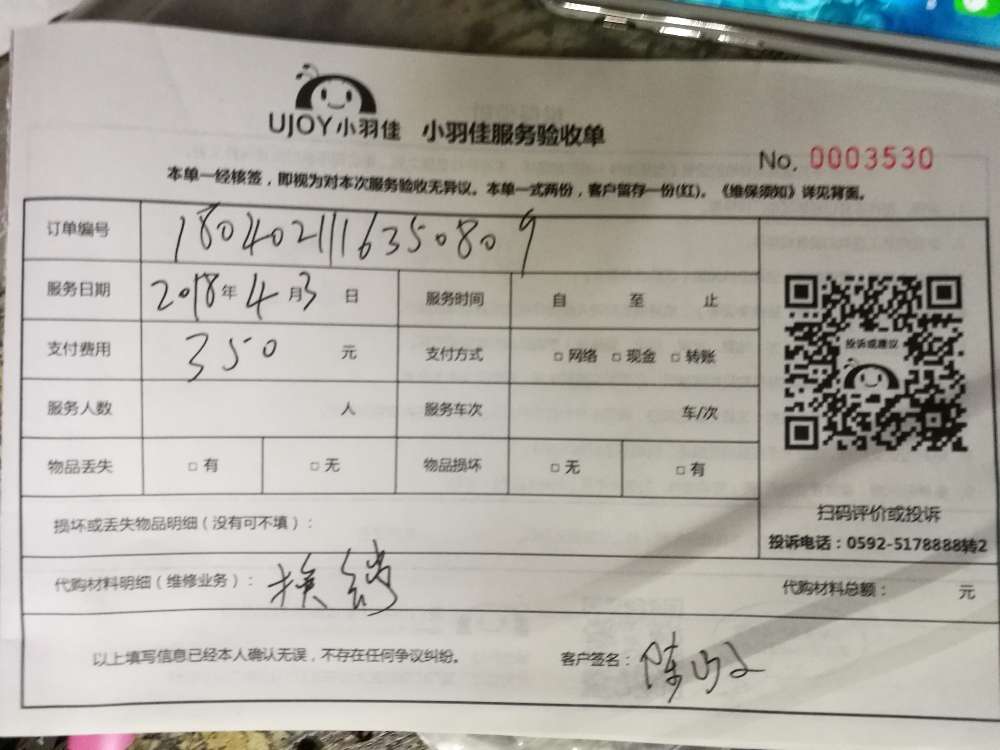 UJOY小羽佳 小羽佳服务验收单
No. 0003530
本单一经核签，即视为对本次服务验收无异议。本单一式两份，客户留存一份(红)。《维保须知》详见背面。
订单编号 1804021116350809
服务日期 2018年4月3日 服务时间 自 至 止
支付费用 350 元 支付方式 □网络 □现金 □转账
服务人数 人 服务车次 车/次
物品丢失 □有 □无 物品损坏 □无 □有
投诉或建议
扫码评价或投诉
投诉电话：0592-5178888转2
损坏或丢失物品明细（没有可不填）：
代购材料明细（维修业务）：换锁 代购材料总额： 元
以上填写信息已经本人确认无误，不存在任何争议纠纷。 客户签名：陈